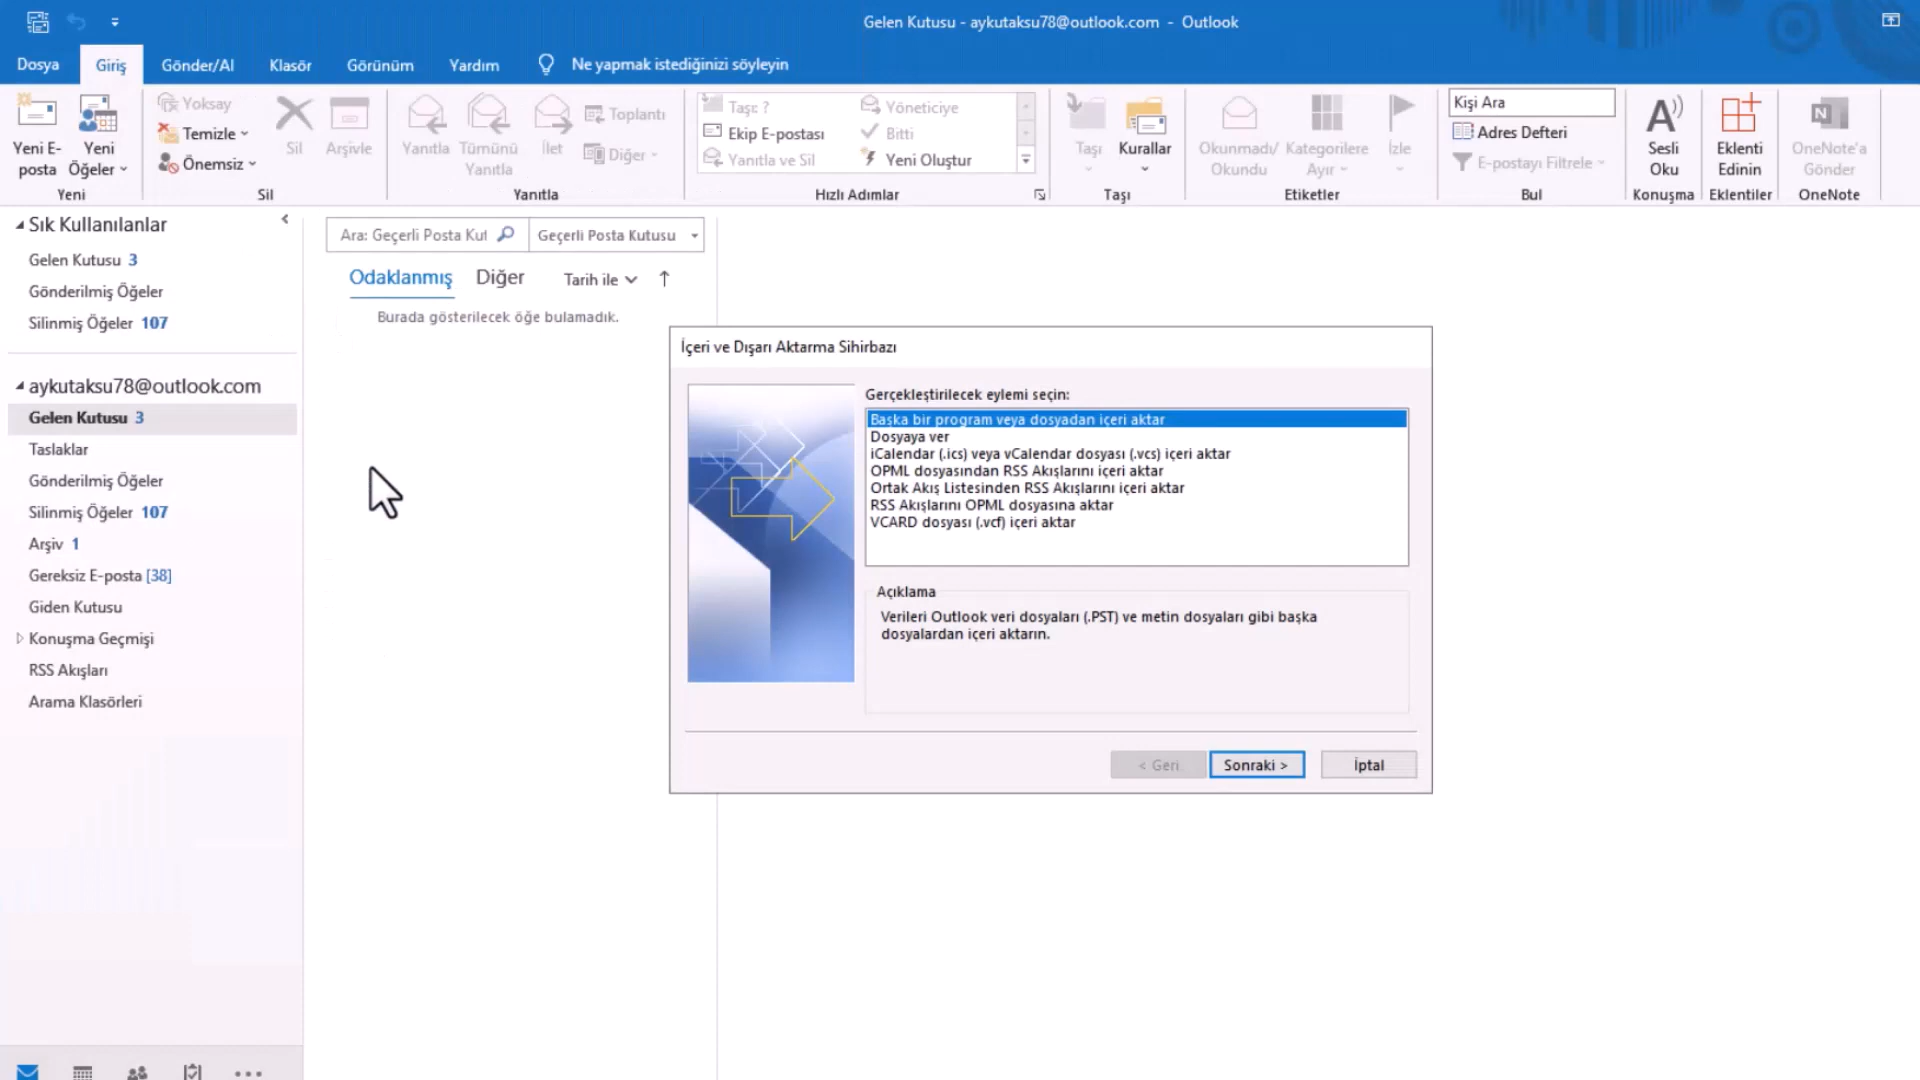 Gelen Kutusu - aykutaksu78@outlook.com - Outlook
Dosya
Giriş
Gönder/Al
Klasör
Görünüm
Yardım
Ne yapmak istediğinizi söyleyin
Yeni E-
posta
Yeni
Öğeler
Yeni
Yoksay
Temizle
Önemsiz
Sil
Arşivle
Sil
Yanıtla
Tümünü
Yanıtla
İlet
Toplantı
Diğer
Yanıtla
Taşı: ?
Ekip E-postası
Yanıtla ve Sil
Yöneticiye
Bitti
Yeni Oluştur
Hızlı Adımlar
Taşı
Kurallar
Taşı
Okunmadı/
Okundu
Kategorilere
Ayır
İzle
Etiketler
Kişi Ara
Adres Defteri
E-postayı Filtrele
Bul
Sesli
Oku
Konuşma
Eklenti
Edinin
Eklentiler
OneNote'a
Gönder
OneNote
Sık Kullanılanlar
Gelen Kutusu 3
Gönderilmiş Öğeler
Silinmiş Öğeler 107
aykutaksu78@outlook.com
Gelen Kutusu 3
Taslaklar
Gönderilmiş Öğeler
Silinmiş Öğeler 107
Arşiv 1
Gereksiz E-posta [38]
Giden Kutusu
Konuşma Geçmişi
RSS Akışları
Arama Klasörleri
Ara: Geçerli Posta Kut
Geçerli Posta Kutusu
Odaklanmış
Diğer
Tarih ile
Burada gösterilecek öğe bulamadık.
İçeri ve Dışarı Aktarma Sihirbazı
Gerçekleştirilecek eylemi seçin:
Başka bir program veya dosyadan içeri aktar
Dosyaya ver
iCalendar (.ics) veya vCalendar dosyası (.vcs) içeri aktar
OPML dosyasından RSS Akışlarını içeri aktar
Ortak Akış Listesinden RSS Akışlarını içeri aktar
RSS Akışlarını OPML dosyasına aktar
VCARD dosyası (.vcf) içeri aktar
Açıklama
Verileri Outlook veri dosyaları (.PST) ve metin dosyaları gibi başka
dosyalardan içeri aktarın.
< Geri
Sonraki >
İptal